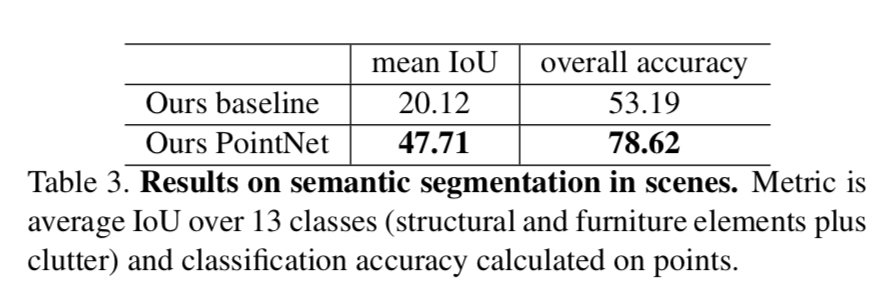 mean IoU overall accuracy
Ours baseline 20.12 53.19
Ours PointNet 47.71 78.62
Table 3. Results on semantic segmentation in scenes. Metric is
average IoU over 13 classes (structural and furniture elements plus
clutter) and classification accuracy calculated on points.